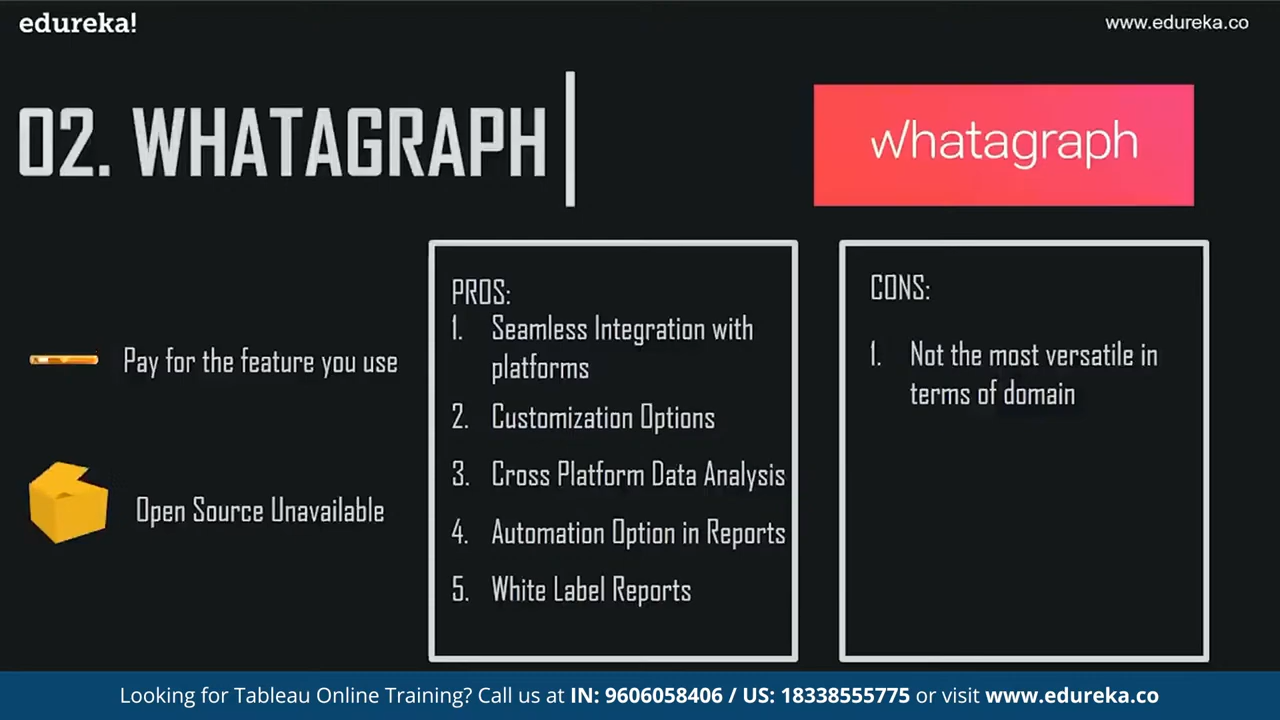 edureka!
www.edureka.co
02. WHATAGRAPH
whatagraph
Pay for the feature you use
Open Source Unavailable
PROS:
1. Seamless Integration with
platforms
2. Customization Options
3. Cross Platform Data Analysis
4. Automation Option in Reports
5. White Label Reports
CONS:
1. Not the most versatile in
terms of domain
Looking for Tableau Online Training? Call us at IN: 9606058406 / US: 18338555775 or visit www.edureka.co